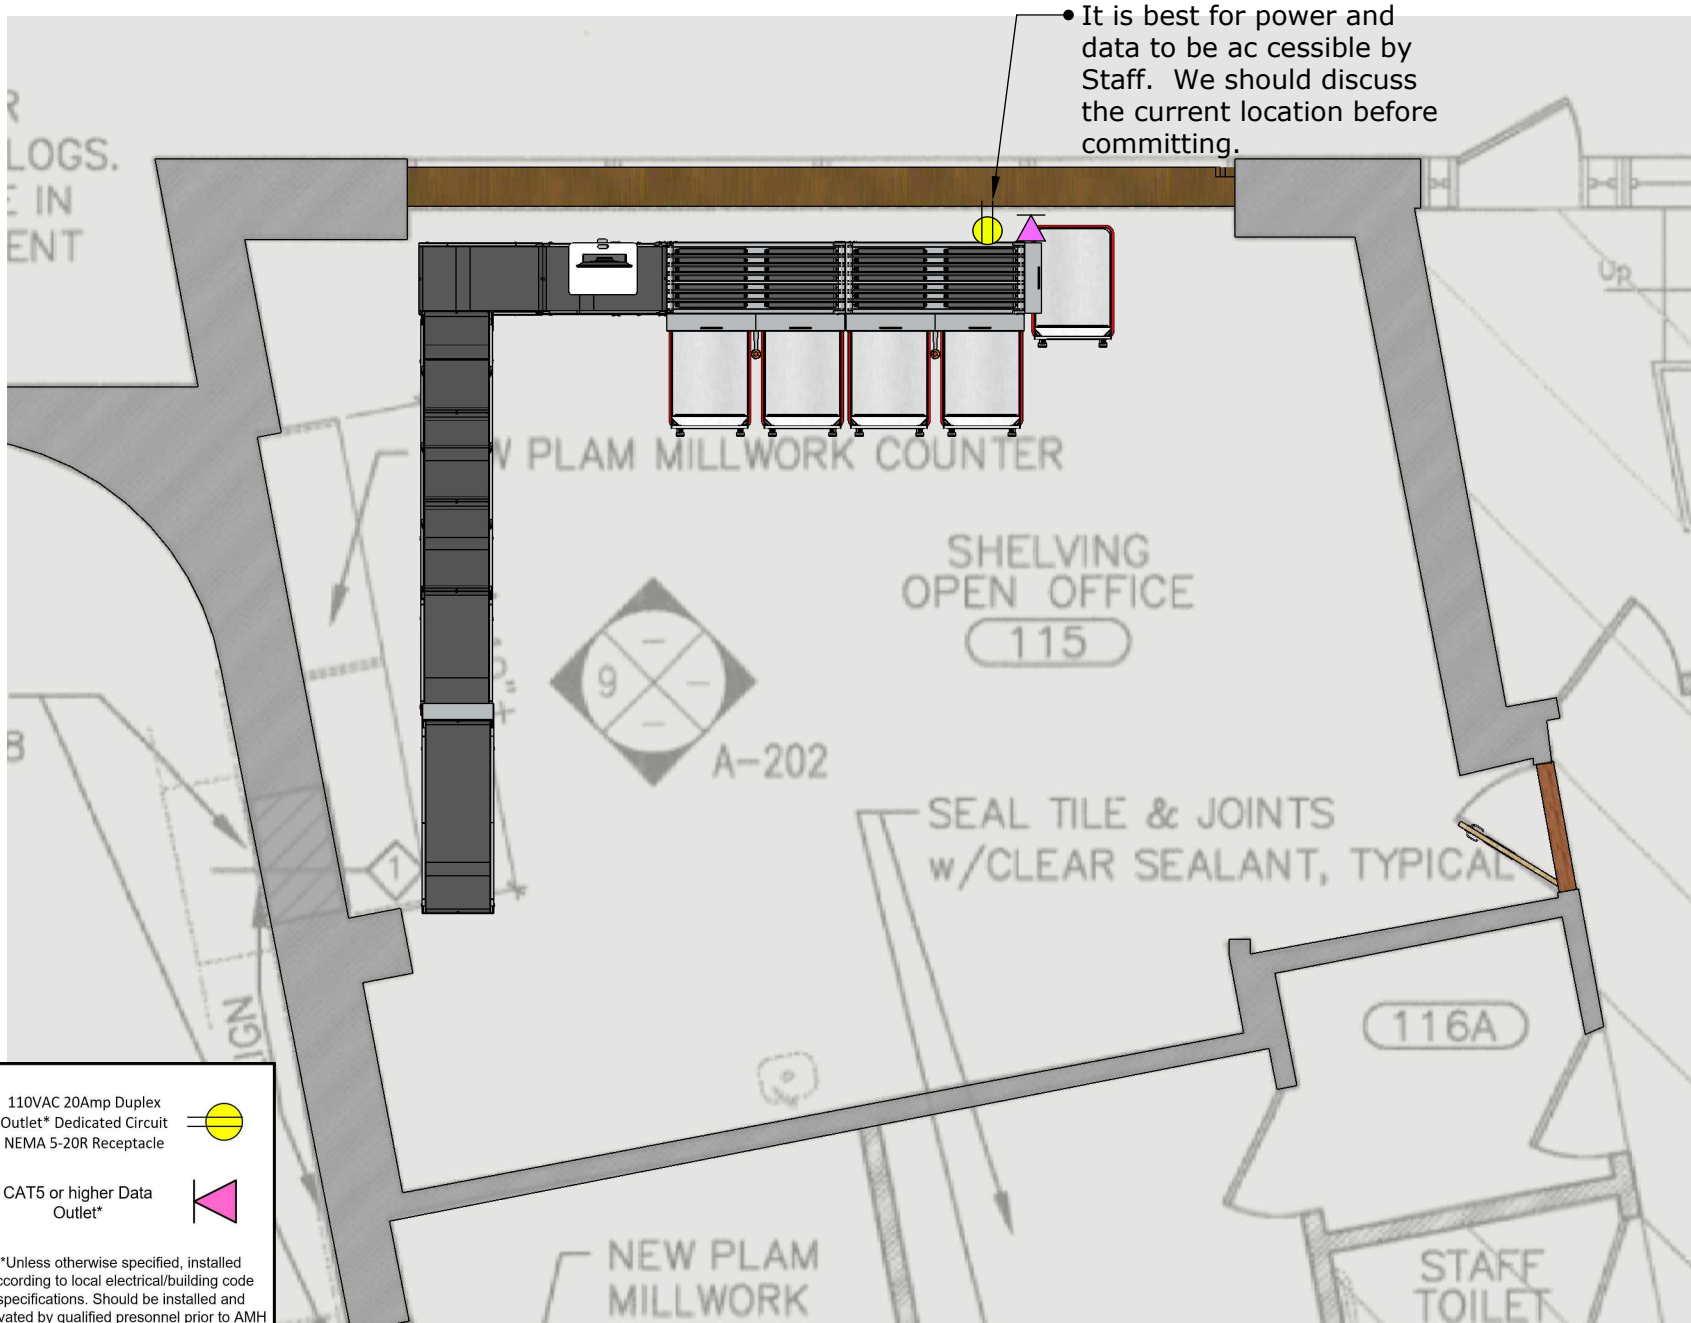 It is best for power and
data to be ac cessible by
Staff. We should discuss
the current location before
committing.
R
LOGS.
E IN
ENT
UP
W PLAM MILLWORK COUNTER
SHELVING
OPEN OFFICE
115
9
A-202
8
SEAL TILE & JOINTS
w/CLEAR SEALANT, TYPICAL
1
IGN
116A
110VAC 20Amp Duplex
Outlet* Dedicated Circuit
NEMA 5-20R Receptacle
CAT5 or higher Data
Outlet*
*Unless otherwise specified, installed
ccording to local electrical/building code
specifications. Should be installed and
vated by qualified presonnel prior to AMH
NEW PLAM
MILLWORK
STAFF
TOILET